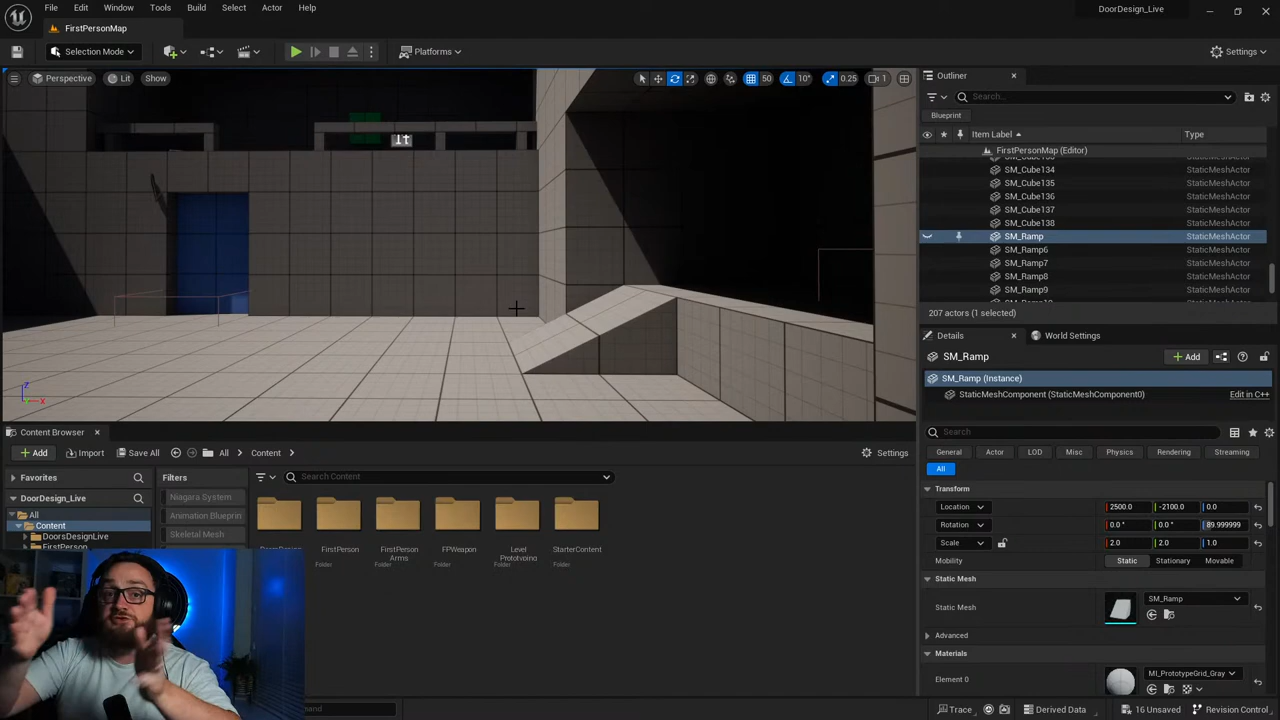 File Edit Window Tools Build Select Actor Help
DoorDesign_Live
FirstPersonMap
Selection Mode
Platforms
Settings
Perspective Lit Show
50 10° 0.25 1
It
Outliner
Search...
Blueprint
Item Label Type
FirstPersonMap (Editor)
SM_Cube134 StaticMeshActor
SM_Cube135 StaticMeshActor
SM_Cube136 StaticMeshActor
SM_Cube137 StaticMeshActor
SM_Cube138 StaticMeshActor
SM_Ramp StaticMeshActor
SM_Ramp6 StaticMeshActor
SM_Ramp7 StaticMeshActor
SM_Ramp8 StaticMeshActor
SM_Ramp9 StaticMeshActor
207 actors (1 selected)
Details World Settings
SM_Ramp
Add
SM_Ramp (Instance)
StaticMeshComponent (StaticMeshComponent0) Edit in C++
Search
General Actor LOD Misc Physics Rendering Streaming
All
Transform
Location 2500.0 -2100.0 0.0
Rotation 0.0 ° 0.0 ° 89.999999
Scale 2.0 2.0 1.0
Mobility Static Stationary Movable
Static Mesh
Static Mesh SM_Ramp
Advanced
Materials
Element 0 MI_PrototypeGrid_Gray
Z
X
Content Browser
Add Import Save All All Content Settings
Favorites
Filters
Search Content
DoorDesign_Live
All
Content
DoorsDesignLive
FirstPerson
Niagara System
Animation Blueprin
Skeletal Mesh
FirstPerson
Folder
FirstPerson
Arms
Folder
FPWeapon
Folder
Level
Prototyping
Folder
StarterContent
Folder
Trace Derived Data 16 Unsaved Revision Control